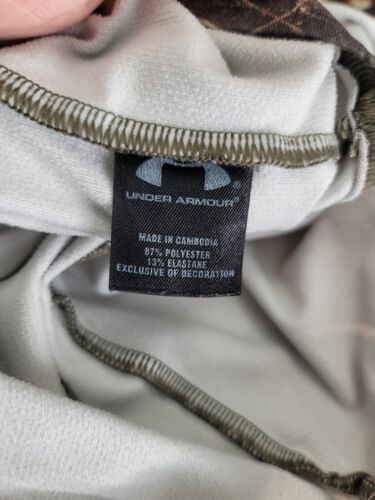 UNDER ARMOUR®
MADE IN CAMBODIA
87% POLYESTER
13% ELASTANE
EXCLUSIVE OF DECORATION